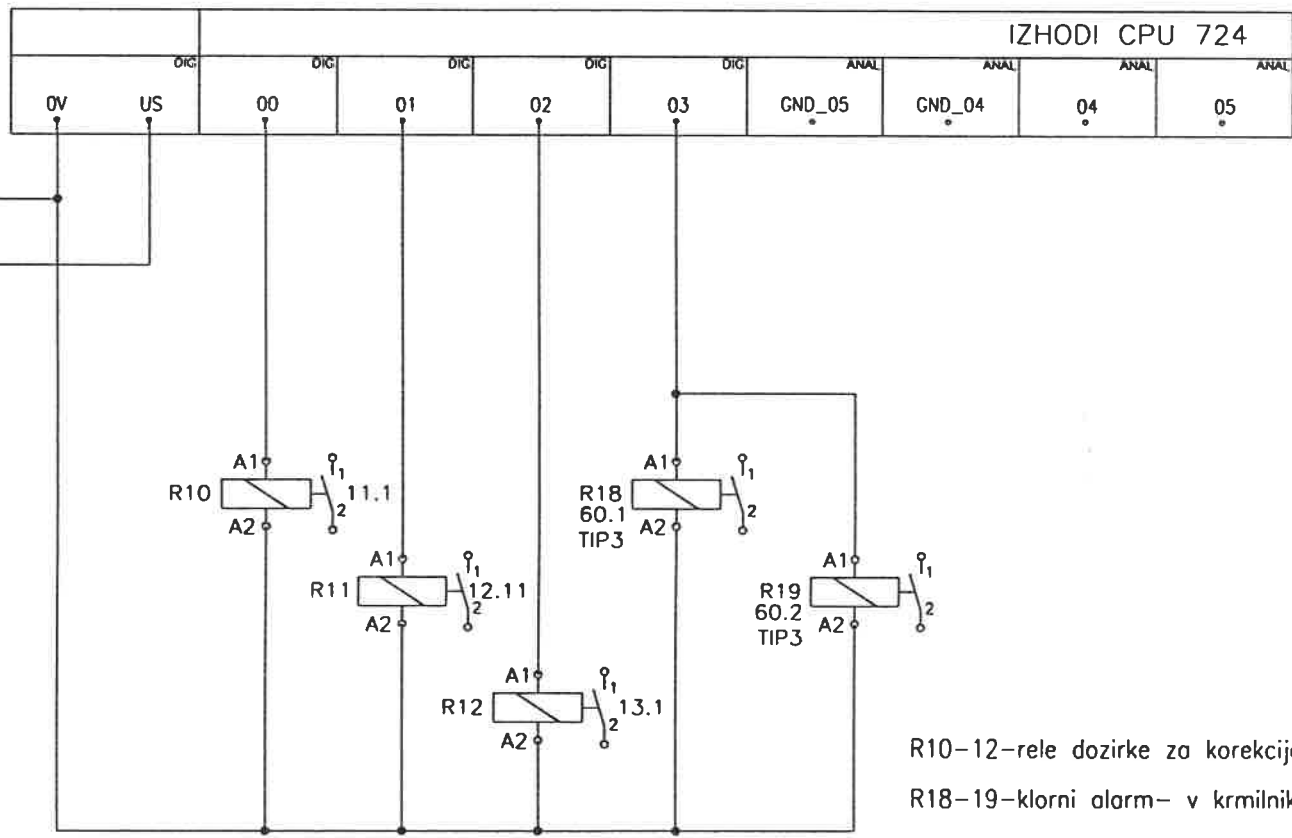 IZHODI CPU 724
DIG DIG DIG DIG DIG ANAL ANAL ANAL ANAL
0V US 00 01 02 03 GND_05 GND_04 04 05
A1 1
R10 11.1
A2 2
A1 1
R18
60.1
TIP3
A2 2
A1 1
R11 12.11
A2 2
A1 1
R19
60.2
TIP3
A2 2
A1 1
R12 13.1
A2 2
R10-12-rele dozirke za korekcij
R18-19-klorni alarm- v krmilnik